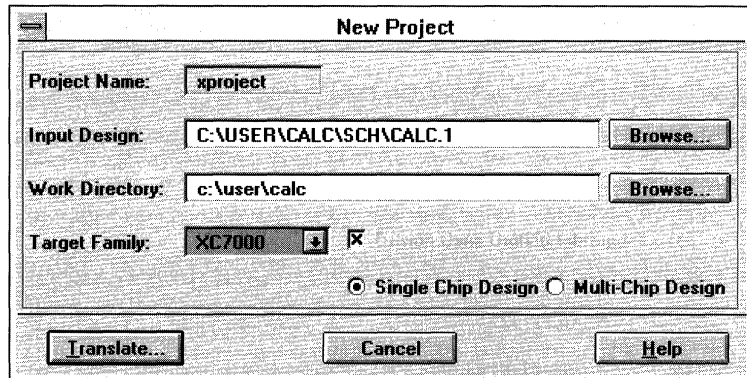 New Project
Project Name: xproject
Input Design: C:\USER\CALC\SCH\CALC.1 Browse...
Work Directory: c:\user\calc Browse...
Target Family: XC7000
Single Chip Design Multi-Chip Design
Translate... Cancel Help